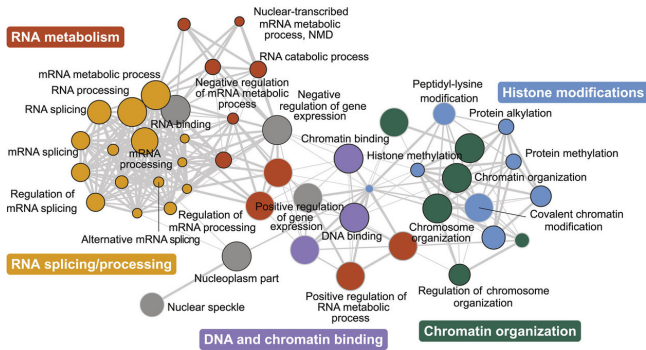 RNA metabolism
Nuclear-transcribed
mRNA metabolic
process, NMD
RNA catabolic process
mRNA metabolic process
RNA processing
Negative regulation
of mRNA metabolic
process
RNA splicing
RNA binding
Negative
regulation of gene
expression
mRNA splicing
mRNA
processing
Regulation of
mRNA splicing
Alternative mRNA splicng
Regulation of
mRNA processing
RNA splicing/processing
Nucleoplasm part
Nuclear speckle
Chromatin binding
Positive regulation
of gene
expression
DNA binding
Positive regulation of
RNA metabolic
process
DNA and chromatin binding
Peptidyl-lysine
modification
Histone modifications
Protein alkylation
Histone methylation
Protein methylation
Chromatin organization
Covalent chromatin
modification
Chromosome
organization
Regulation of chromosome
organization
Chromatin organization